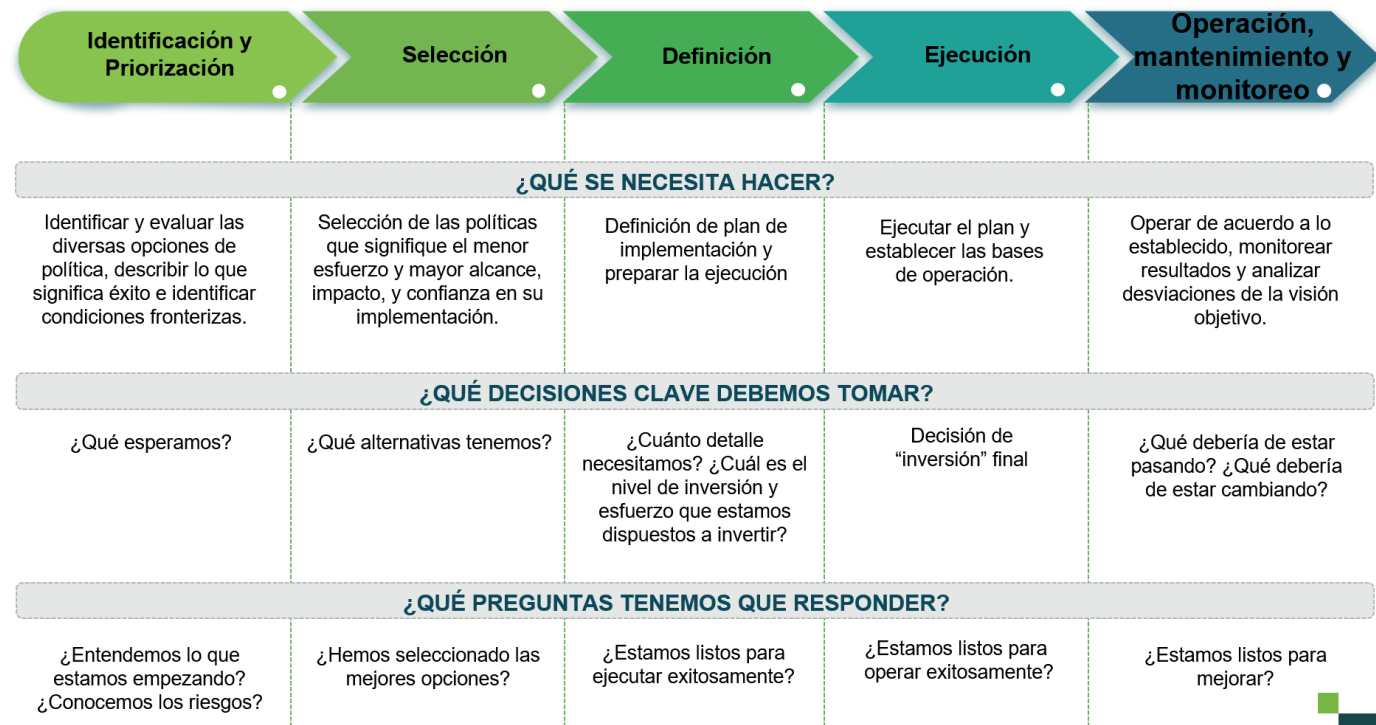 Identificación y
Priorización
Selección
Definición
Ejecución
Operación,
mantenimiento y
monitoreo
¿QUÉ SE NECESITA HACER?
Identificar y evaluar las
diversas opciones de
política, describir lo que
significa éxito e identificar
condiciones fronterizas.
Selección de las políticas
que signifique el menor
esfuerzo y mayor alcance,
impacto, y confianza en su
implementación.
Definición de plan de
implementación y
preparar la ejecución
Ejecutar el plan y
establecer las bases
de operación.
Operar de acuerdo a lo
establecido, monitorear
resultados y analizar
desviaciones de la visión
objetivo.
¿QUÉ DECISIONES CLAVE DEBEMOS TOMAR?
¿Qué esperamos?
¿Qué alternativas tenemos?
¿Cuánto detalle
necesitamos? ¿Cuál es el
nivel de inversión y
esfuerzo que estamos
dispuestos a invertir?
Decisión de
“inversión” final
¿Qué debería de estar
pasando? ¿Qué debería
de estar cambiando?
¿QUÉ PREGUNTAS TENEMOS QUE RESPONDER?
¿Entendemos lo que
estamos empezando?
¿Conocemos los riesgos?
¿Hemos seleccionado las
mejores opciones?
¿Estamos listos para
ejecutar exitosamente?
¿Estamos listos para
operar exitosamente?
¿Estamos listos para
mejorar?